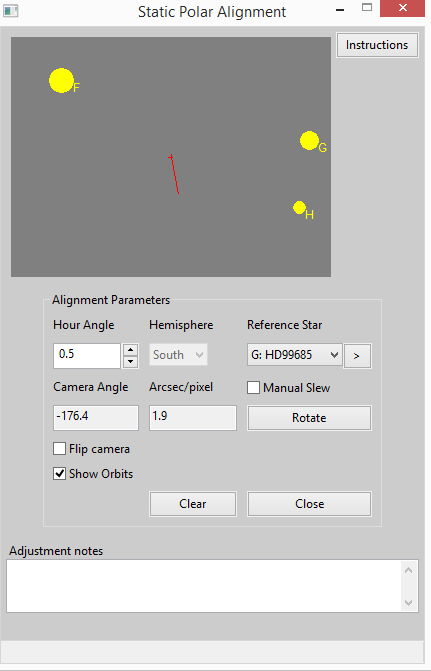 Static Polar Alignment
Instructions
F
G
H
Alignment Parameters
Hour Angle Hemisphere Reference Star
0.5 South G: HD99685 >
Camera Angle Arcsec/pixel Manual Slew
-176.4 1.9 Rotate
Flip camera
Show Orbits
Clear Close
Adjustment notes